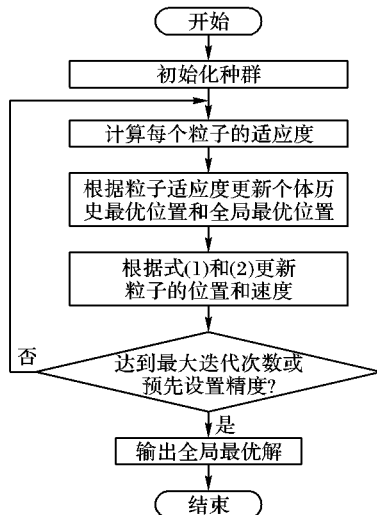 开始
初始化种群
计算每个粒子的适应度
根据粒子适应度更新个体历
史最优位置和全局最优位置
根据式(1)和(2)更新
粒子的位置和速度
否
达到最大迭代次数或
预先设置精度?
是
输出全局最优解
结束